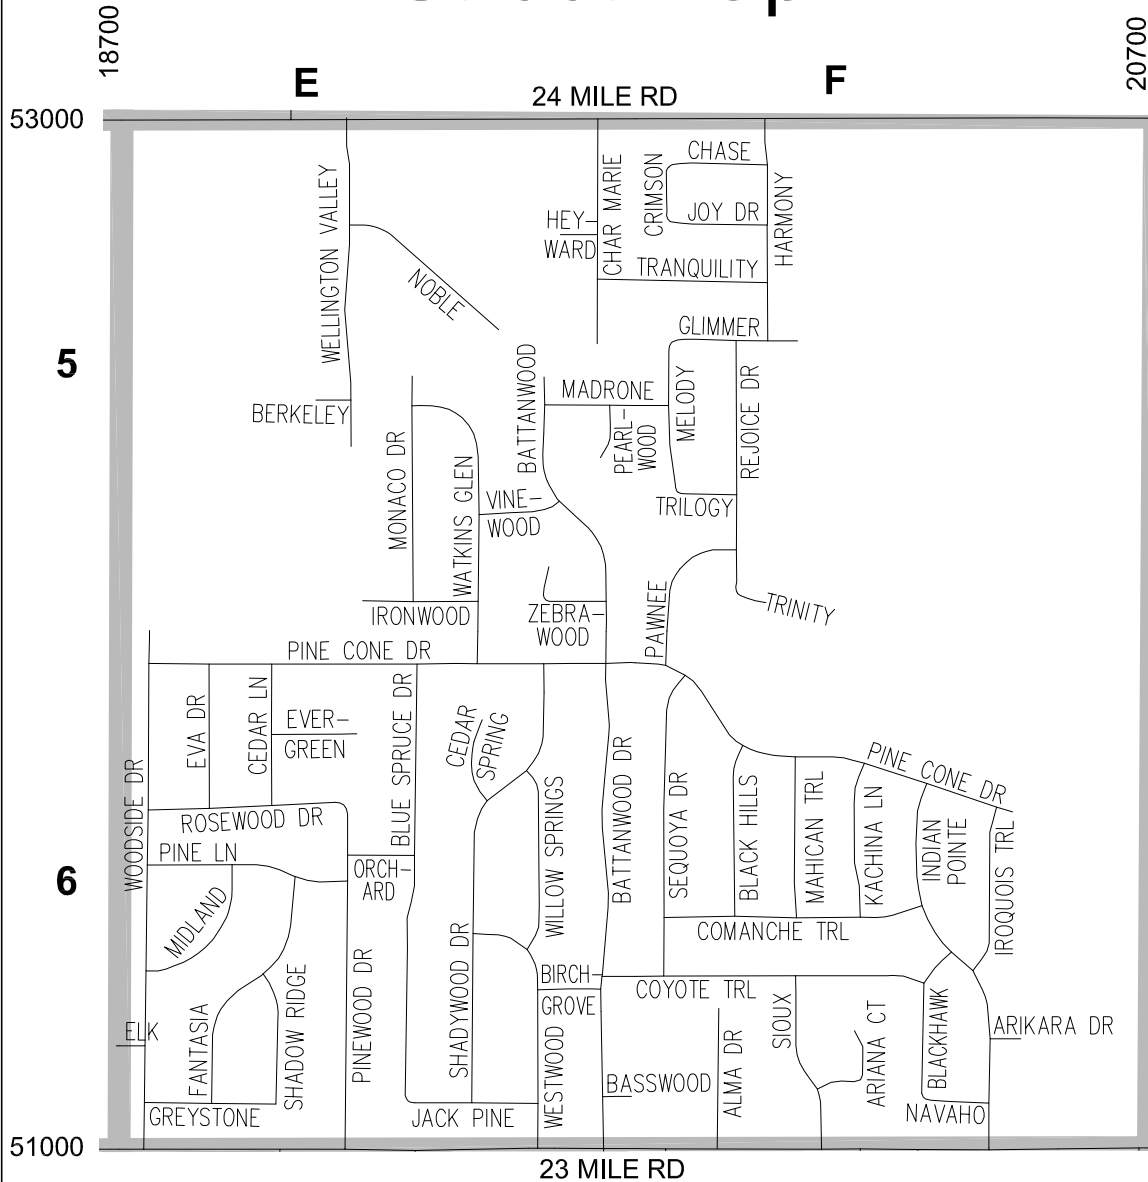 18700
20700
E
F
24 MILE RD
53000
CHASE
CRIMSON
JOY DR
CHAR MARIE
HARMONY
HEY-
WARD
TRANQUILITY
WELLINGTON VALLEY
NOBLE
GLIMMER
5
BATTANWOOD
MADRONE
MELODY
REJOICE DR
BERKELEY
PEARL-
WOOD
MONACO DR
WATKINS GLEN
VINE-
WOOD
TRILOGY
IRONWOOD
ZEBRA-
WOOD
PAWNEE
TRINITY
PINE CONE DR
EVA DR
CEDAR LN
EVER-
GREEN
BLUE SPRUCE DR
CEDAR
SPRING
WOODSIDE DR
ROSEWOOD DR
WILLOW SPRINGS
BATTANWOOD DR
SEQUOYA DR
BLACK HILLS
MAHICAN TRL
KACHINA LN
PINE CONE DR
INDIAN
POINTE
IROQUOIS TRL
PINE LN
6
ORCH-
ARD
MIDLAND
COMANCHE TRL
SHADYWOOD DR
BIRCH-
GROVE
COYOTE TRL
ELK
FANTASIA
SHADOW RIDGE
PINEWOOD DR
WESTWOOD
SIOUX
ARIANA CT
BLACKHAWK
ARIKARA DR
BASSWOOD
ALMA DR
GREYSTONE
JACK PINE
NAVAHO
51000
23 MILE RD